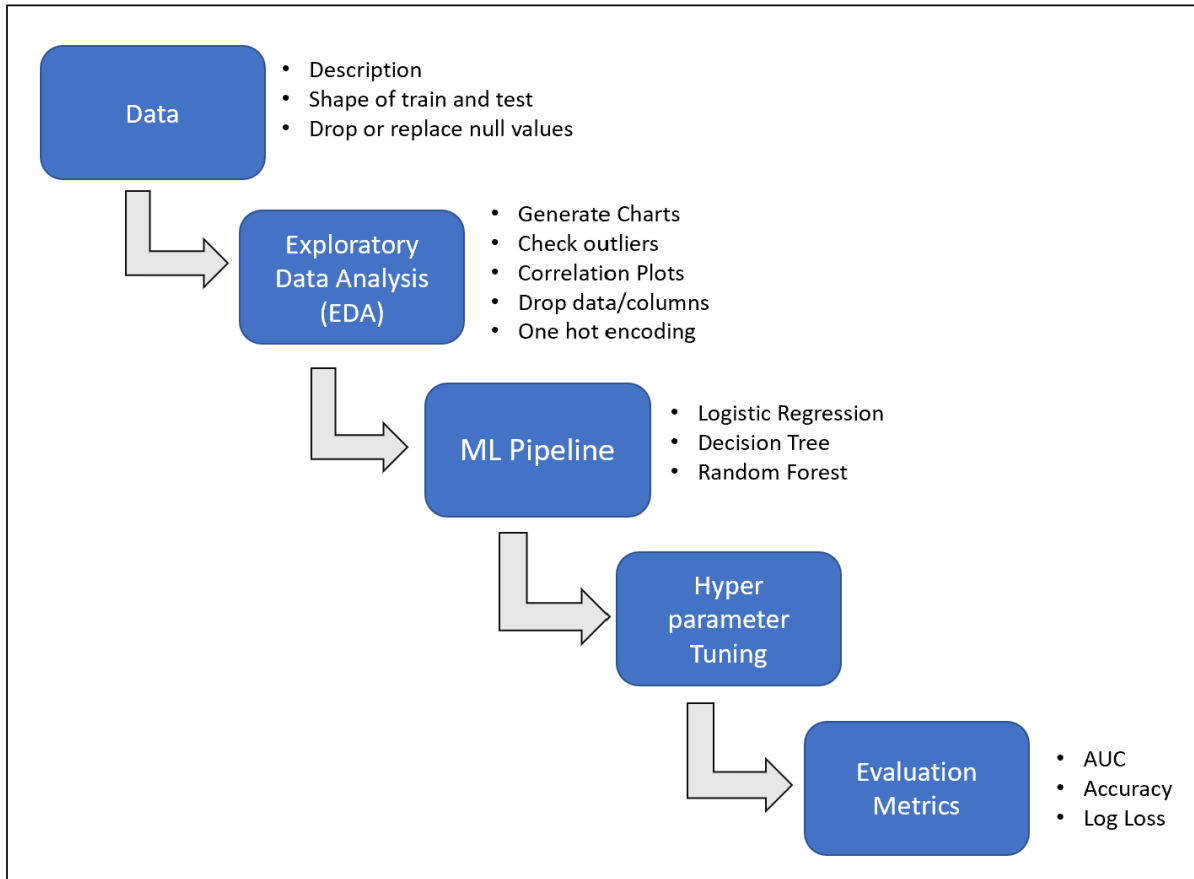 Data
• Description
• Shape of train and test
• Drop or replace null values
Exploratory
Data Analysis
(EDA)
• Generate Charts
• Check outliers
• Correlation Plots
• Drop data/columns
• One hot encoding
ML Pipeline
• Logistic Regression
• Decision Tree
• Random Forest
Hyper
parameter
Tuning
Evaluation
Metrics
• AUC
• Accuracy
• Log Loss